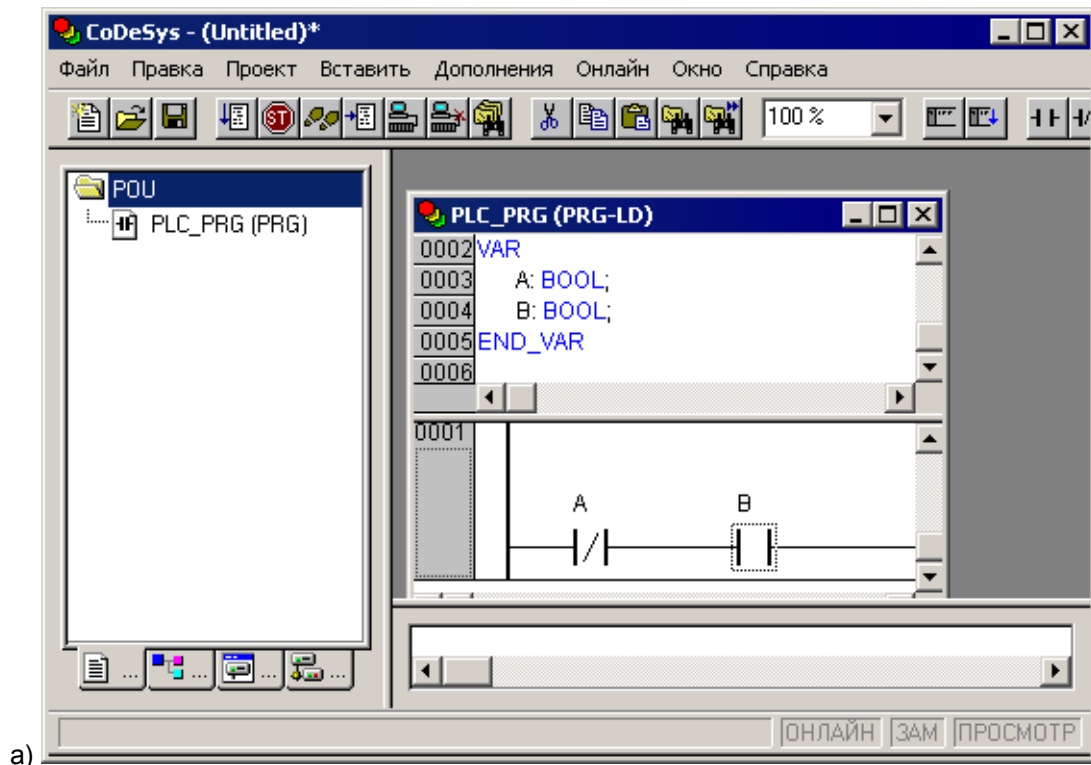 CoDeSys - (Untitled)*
Файл Правка Проект Вставить Дополнения Онлайн Окно Справка
ST 100 %
POU
PLC_PRG (PRG)
PLC_PRG (PRG-LD)
0002 VAR
0003 A: BOOL;
0004 B: BOOL;
0005 END_VAR
0006
0001
A B
... ... ... ...
ОНЛАЙН ЗАМ ПРОСМОТР
а)